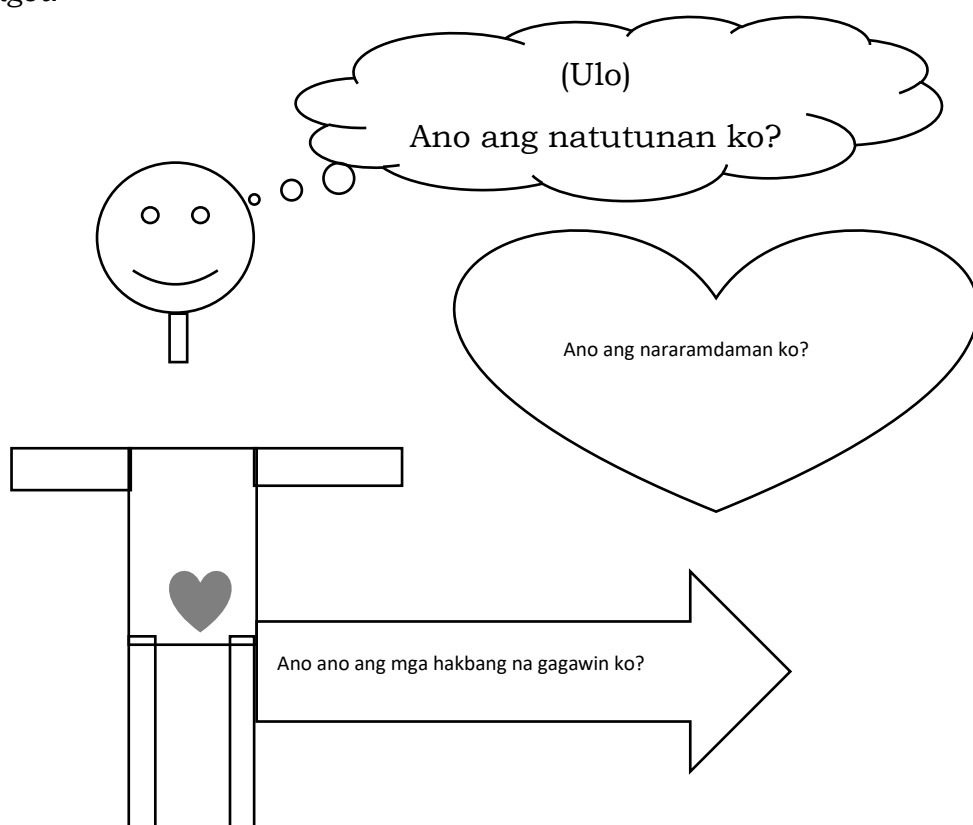 (Ulo)
Ano ang natutunan ko?
Ano ang nararamdaman ko?
Ano ano ang mga hakbang na gagawin ko?